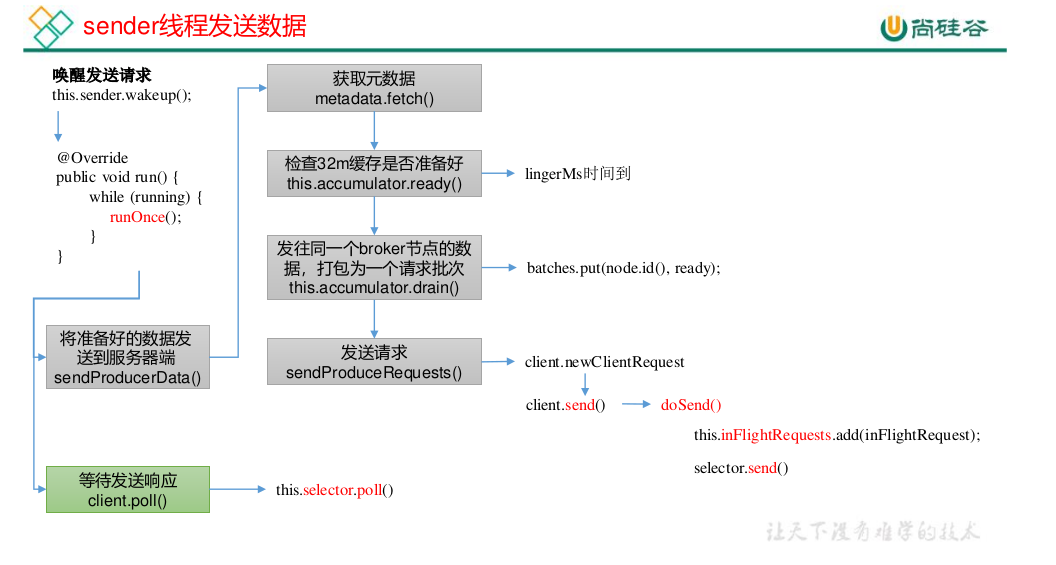 sender线程发送数据
尚硅谷
唤醒发送请求
this.sender.wakeup();
@Override
public void run() {
while (running) {
runOnce();
}
}
将准备好的数据发
送到服务器端
sendProducerData()
等待发送响应
client.poll()
this.selector.poll()
获取元数据
metadata.fetch()
检查32m缓存是否准备好
this.accumulator.ready()
lingerMs时间到
发往同一个broker节点的数
据，打包为一个请求批次
this.accumulator.drain()
batches.put(node.id(), ready);
发送请求
sendProduceRequests()
client.newClientRequest
client.send()
doSend()
this.inFlightRequests.add(inFlightRequest);
selector.send()
让天下没有难学的技术